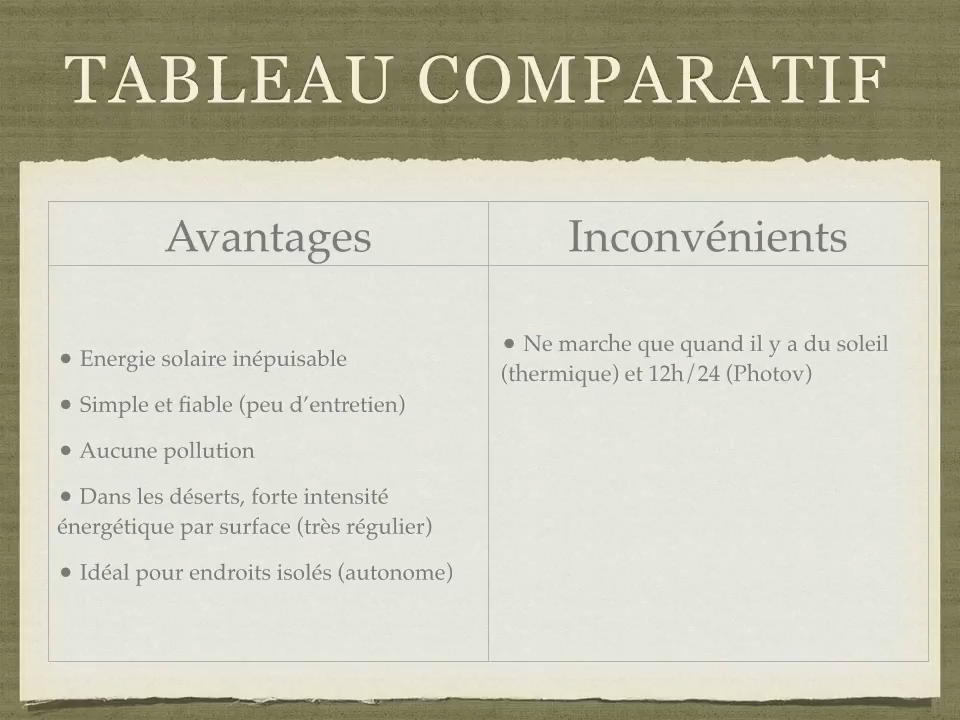 TABLEAU COMPARATIF
Avantages
Inconvénients
• Energie solaire inépuisable
• Simple et fiable (peu d'entretien)
• Aucune pollution
• Dans les déserts, forte intensité
énergétique par surface (très régulier)
• Idéal pour endroits isolés (autonome)
• Ne marche que quand il y a du soleil
(thermique) et 12h/24 (Photov)